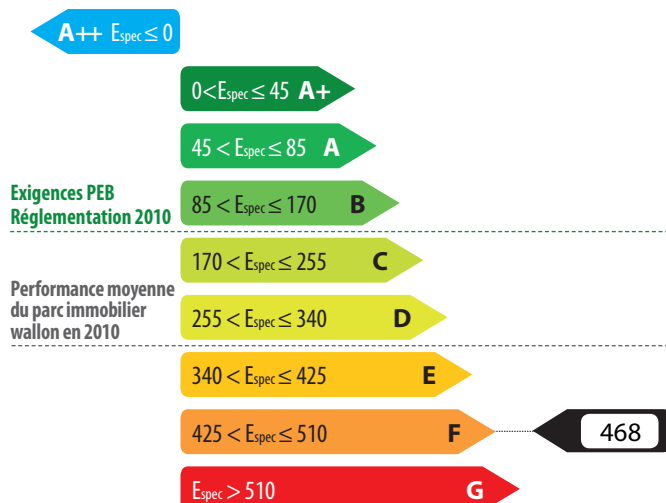 A++ Espec ≤ 0
0<Espec ≤ 45 A+
45 < Espec ≤ 85 A
Exigences PEB
Réglementation 2010
85 < Espec ≤ 170 B
170 < Espec ≤ 255 C
Performance moyenne
du parc immobilier
wallon en 2010
255 < Espec ≤ 340 D
340 < Espec ≤ 425 E
425 < Espec ≤ 510 F
468
Espec > 510 G